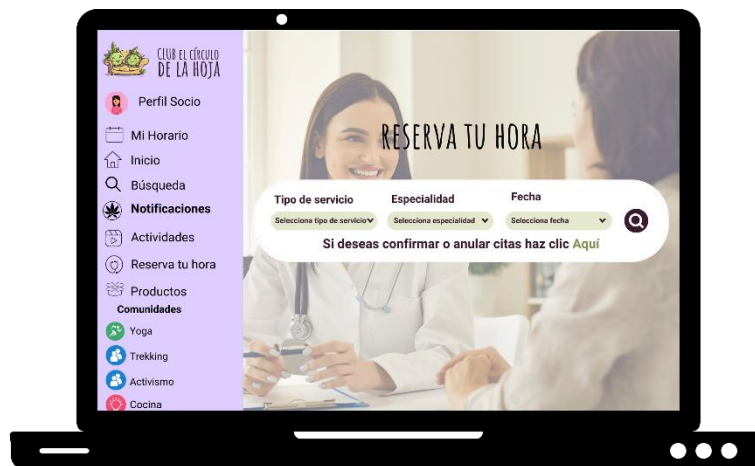 CLUB EL CÍRCULO
DE LA HOJA
Perfil Socio
Mi Horario
Inicio
Búsqueda
Notificaciones
Actividades
Reserva tu hora
Productos
Comunidades
Yoga
Trekking
Activismo
Cocina
RESERVA TU HORA
Tipo de servicio
Especialidad
Fecha
Selecciona tipo de servicio
Selecciona especialidad
Selecciona fecha
Si deseas confirmar o anular citas haz clic Aquí